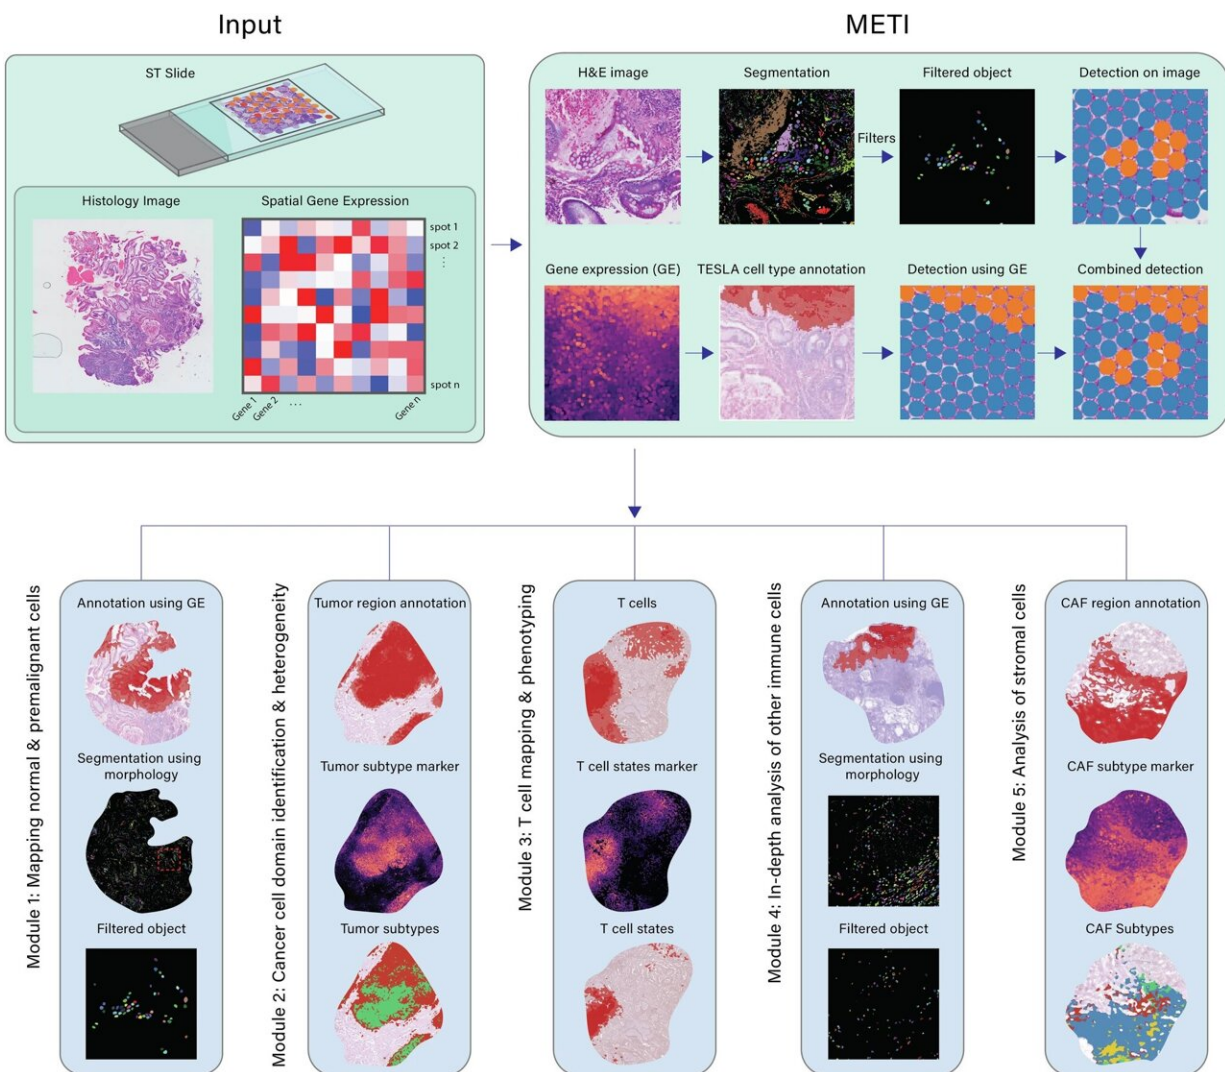 Input
METI
ST Slide
Histology Image
Spatial Gene Expression
spot 1
spot 2
⋮
spot n
Gene 1
Gene 2
...
Gene n
H&E image
Segmentation
Filtered object
Detection on image
Filters
Gene expression (GE)
TESLA cell type annotation
Detection using GE
Combined detection
Module 1: Mapping normal & premalignant cells
Annotation using GE
Segmentation using
morphology
Filtered object
Module 2: Cancer cell domain identification & heterogeneity
Tumor region annotation
Tumor subtype marker
Tumor subtypes
Module 3: T cell mapping & phenotyping
T cells
T cell states marker
T cell states
Module 4: In-depth analysis of other immune cells
Annotation using GE
Segmentation using
morphology
Filtered object
Module 5: Analysis of stromal cells
CAF region annotation
CAF subtype marker
CAF Subtypes